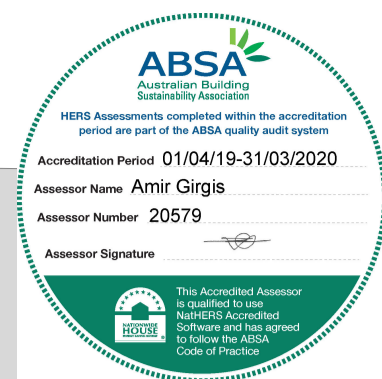 ABSA
Australian Building
Sustainability Association
HERS Assessments completed within the accreditation
period are part of the ABSA quality audit system
Accreditation Period 01/04/19-31/03/2020
Assessor Name Amir Girgis
Assessor Number 20579
Assessor Signature
This Accredited Assessor
is qualified to use
NatHERS Accredited
Software and has agreed
to follow the ABSA
Code of Practice
NATIONWIDE
HOUSE